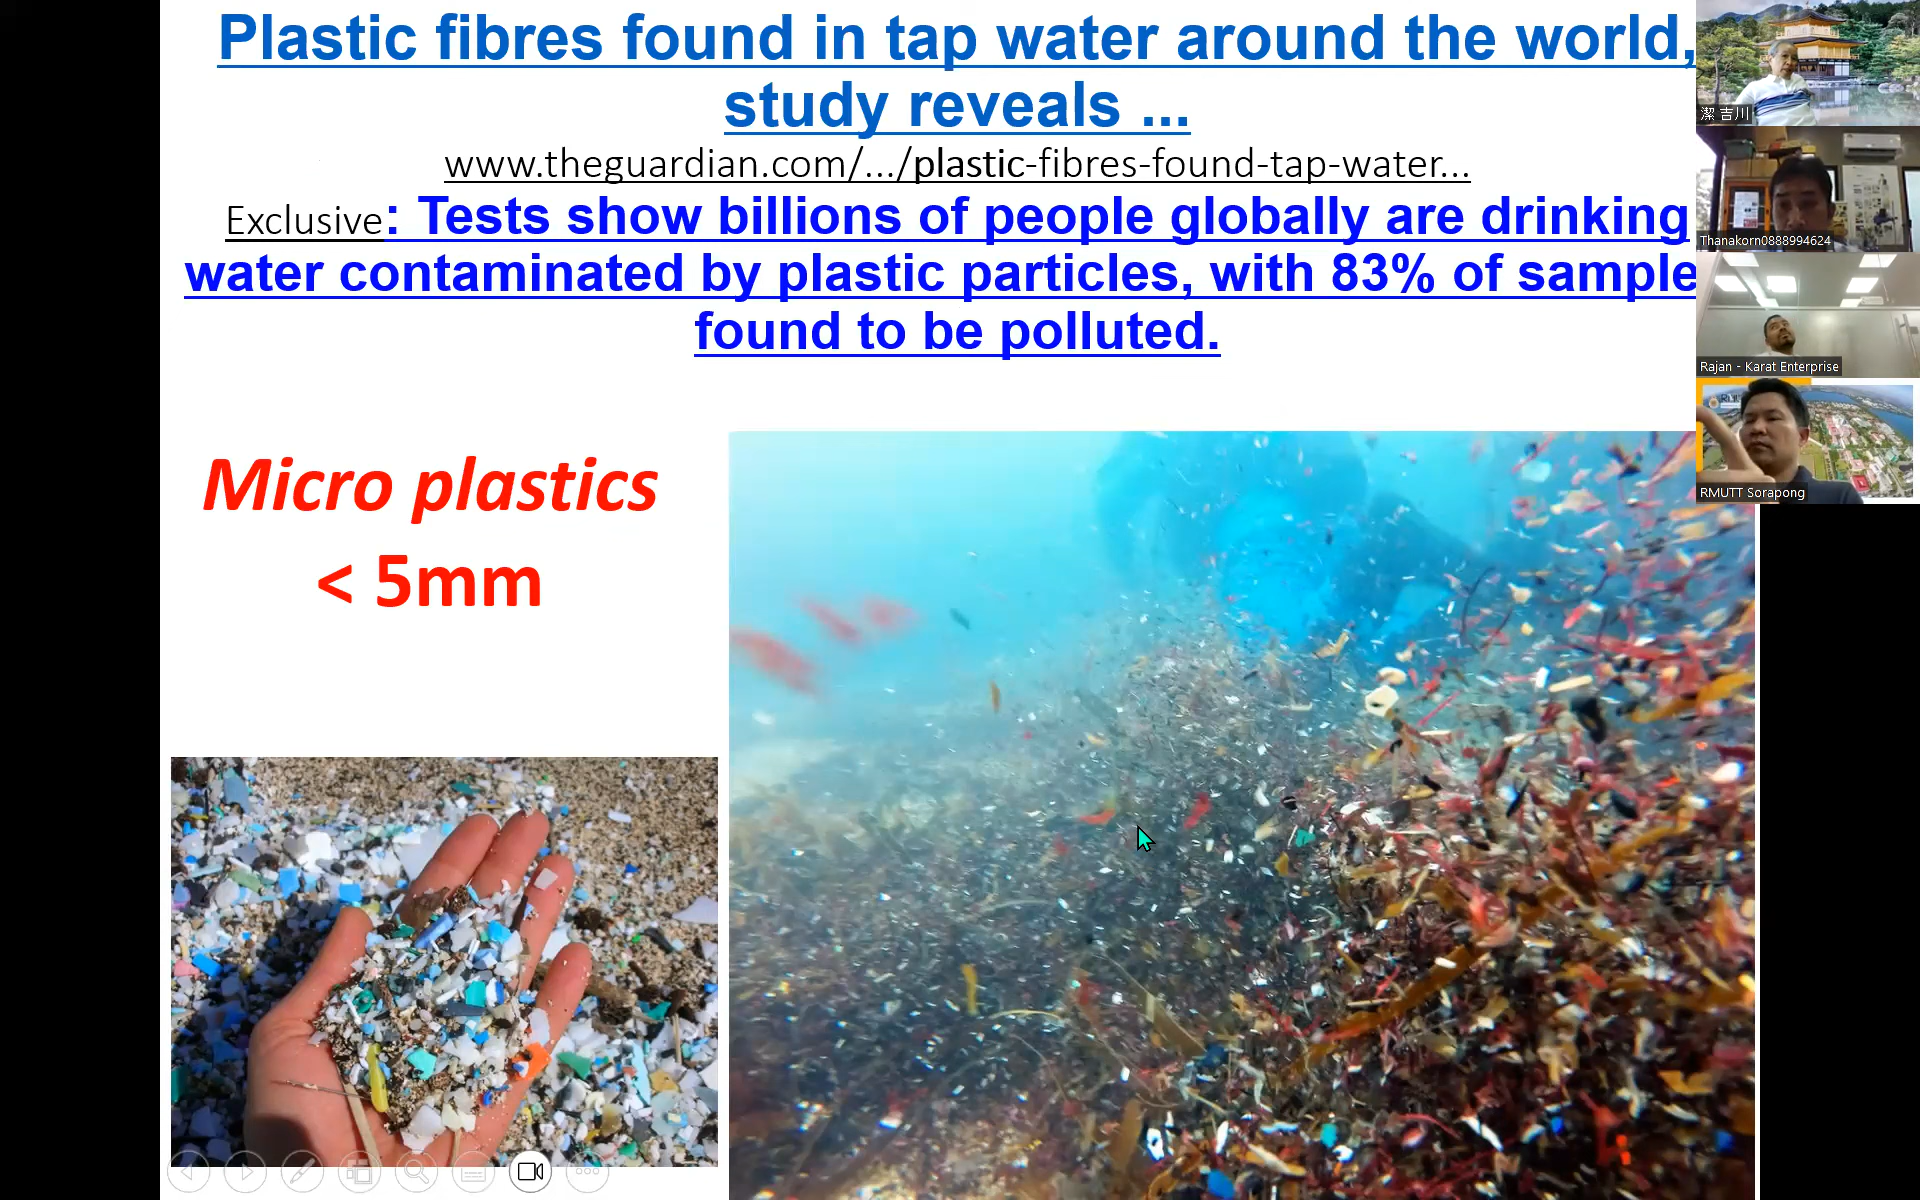 Plastic fibres found in tap water around the world,
study reveals ...
www.theguardian.com/.../plastic-fibres-found-tap-water...
Exclusive: Tests show billions of people globally are drinking
water contaminated by plastic particles, with 83% of sample
found to be polluted.
Micro plastics
< 5mm
潔 吉川
Thanakorn0888994624
Rajan - Karat Enterprise
RMUTT Sorapong